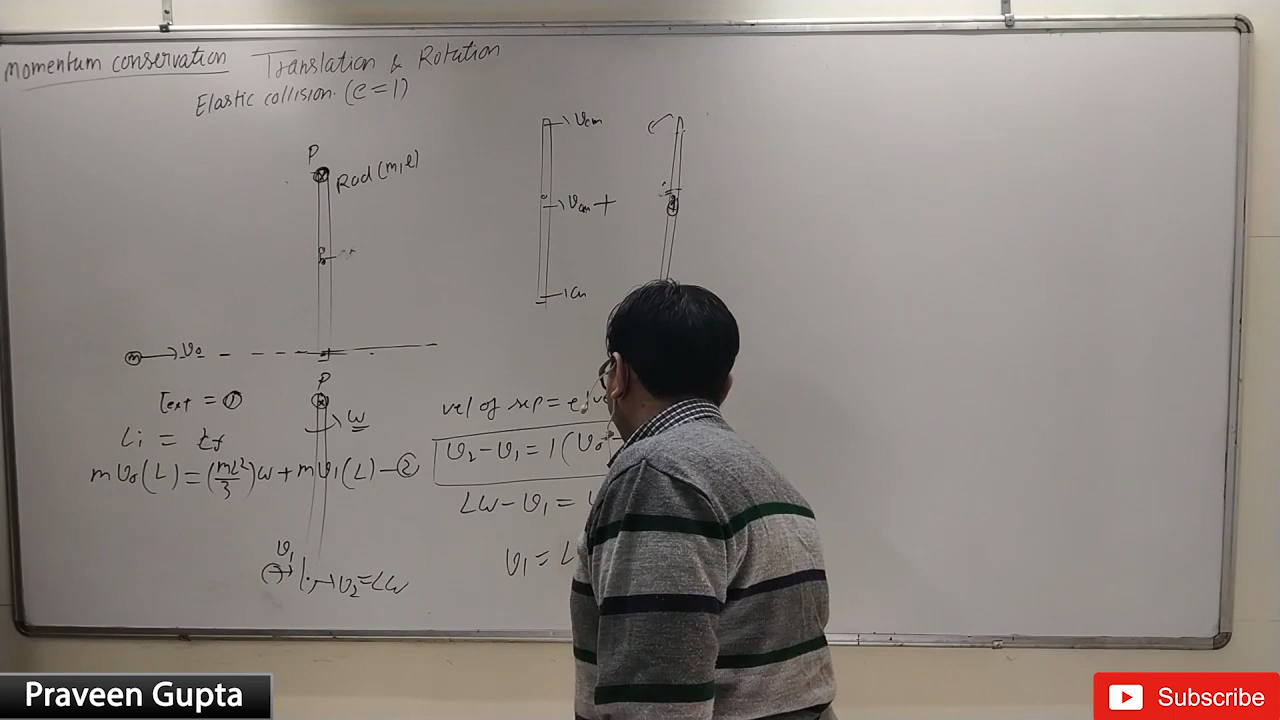 Momentum conservation Translation & Rotation
Elastic collision. (e=1)
P
Rod (m, l)
m
v₀
P
τext = 0
ω
Li = Lf
mv₀(L) = (mL²/3)ω + mv₁(L) – ②
v₁
v₂ = Lω
vcm
vcm +
vel of sep = e
v₂ – v₁ = 1 (v₀
Lω – v₁ =
v₁ = L
Praveen Gupta
Subscribe